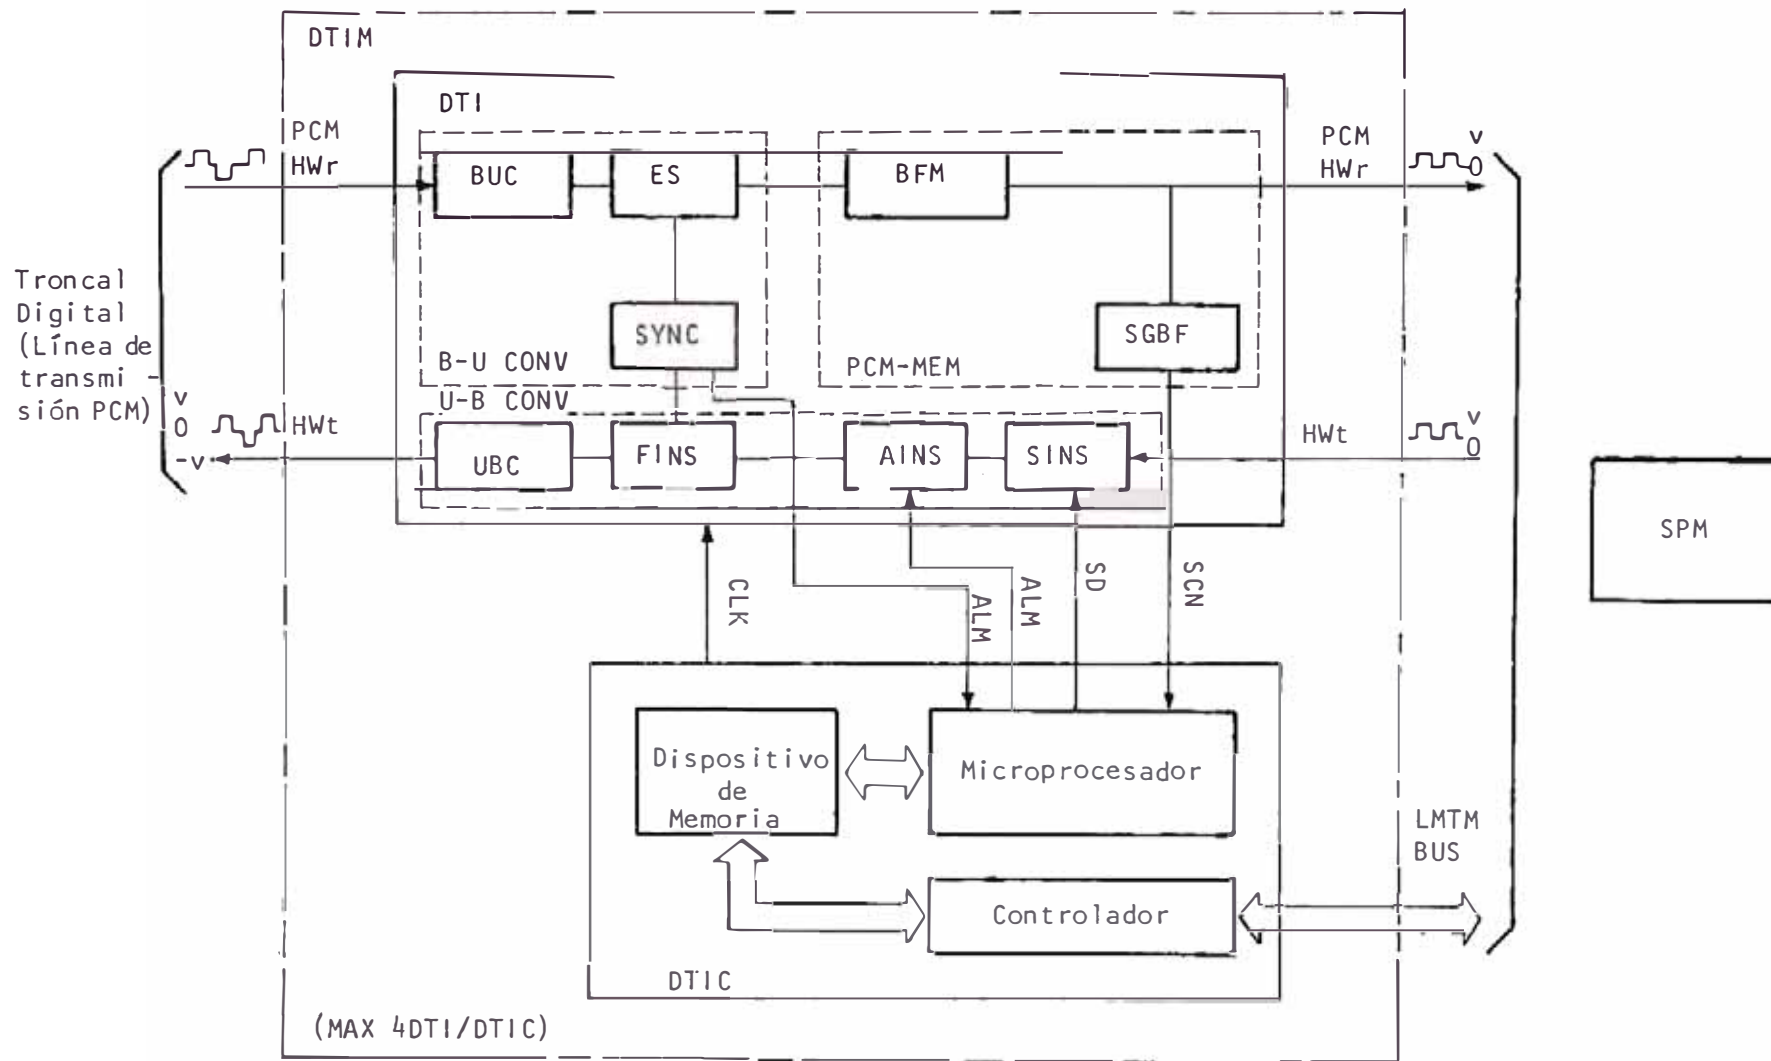 DTIM
DTI
PCM
HWr
BUC
ES
BFM
PCM
HWr
v
0
Troncal
Digital
(Línea de
transmi -
sión PCM)
SYNC
SGBF
B-U CONV
PCM-MEM
U-B CONV
v
0
-v
HWt
UBC
FINS
AINS
SINS
HWt
v
0
SPM
CLK
ALM
ALM
SD
SCN
Dispositivo
de
Memoria
Microprocesador
LMTM
BUS
Controlador
DTIC
(MAX 4DTI/DTIC)